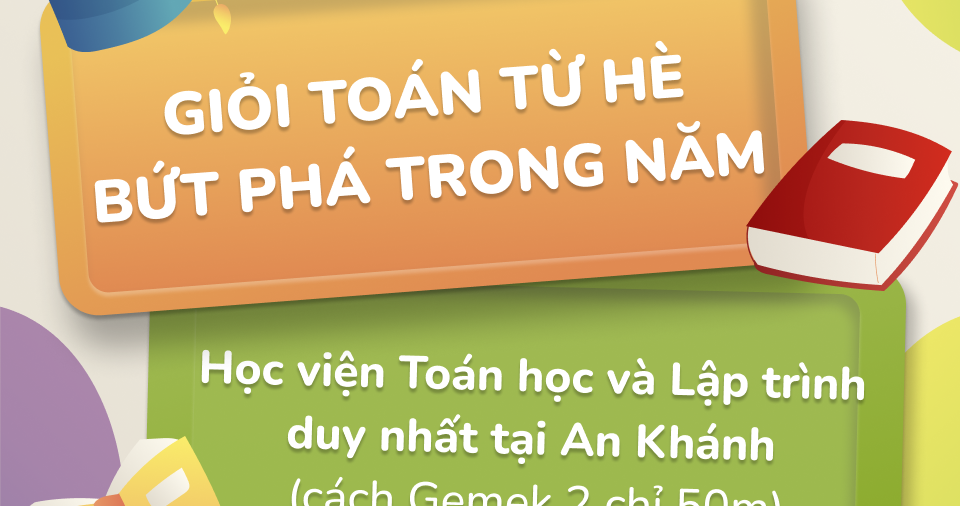 GIỎI TOÁN TỪ HÈ
BỨT PHÁ TRONG NĂM
Học viện Toán học và Lập trình
duy nhất tại An Khánh
(cách Gemek 2 chỉ 50m)